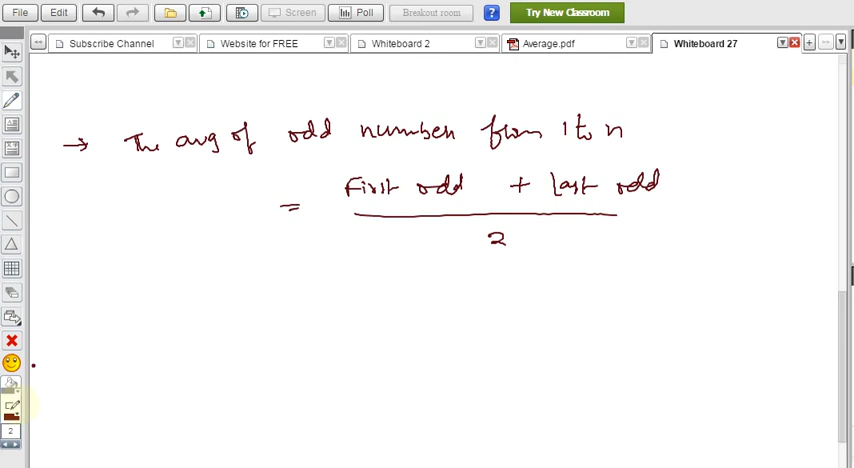 File Edit Screen Poll Breakout room ? Try New Classroom
Subscribe Channel Website for FREE Whiteboard 2 Average.pdf Whiteboard 27
→ The avg of odd number from 1 to n
= First odd + Last odd
2
2